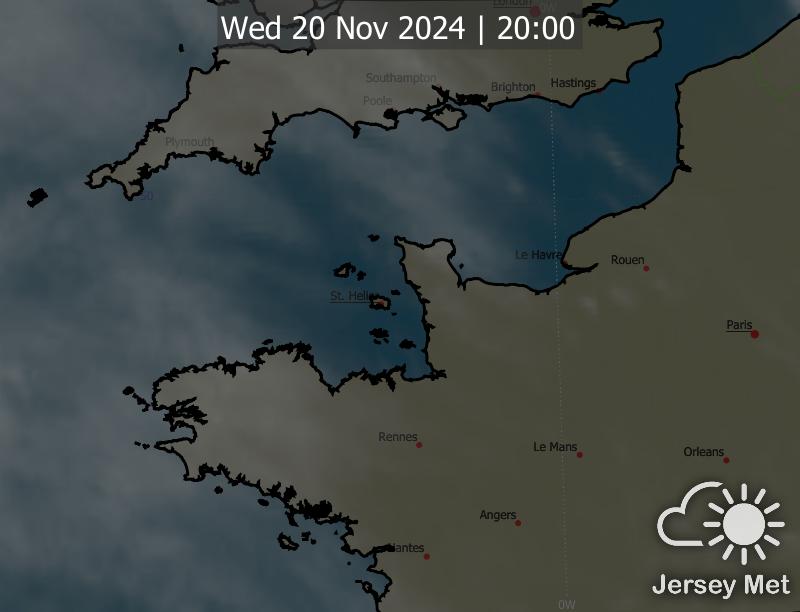 London
0W
Wed 20 Nov 2024 | 20:00
Southampton
Brighton
Hastings
Poole
Plymouth
50
Le Havre
Rouen
St. Helier
Paris
Rennes
Le Mans
Orleans
Angers
Nantes
Jersey Met
0W